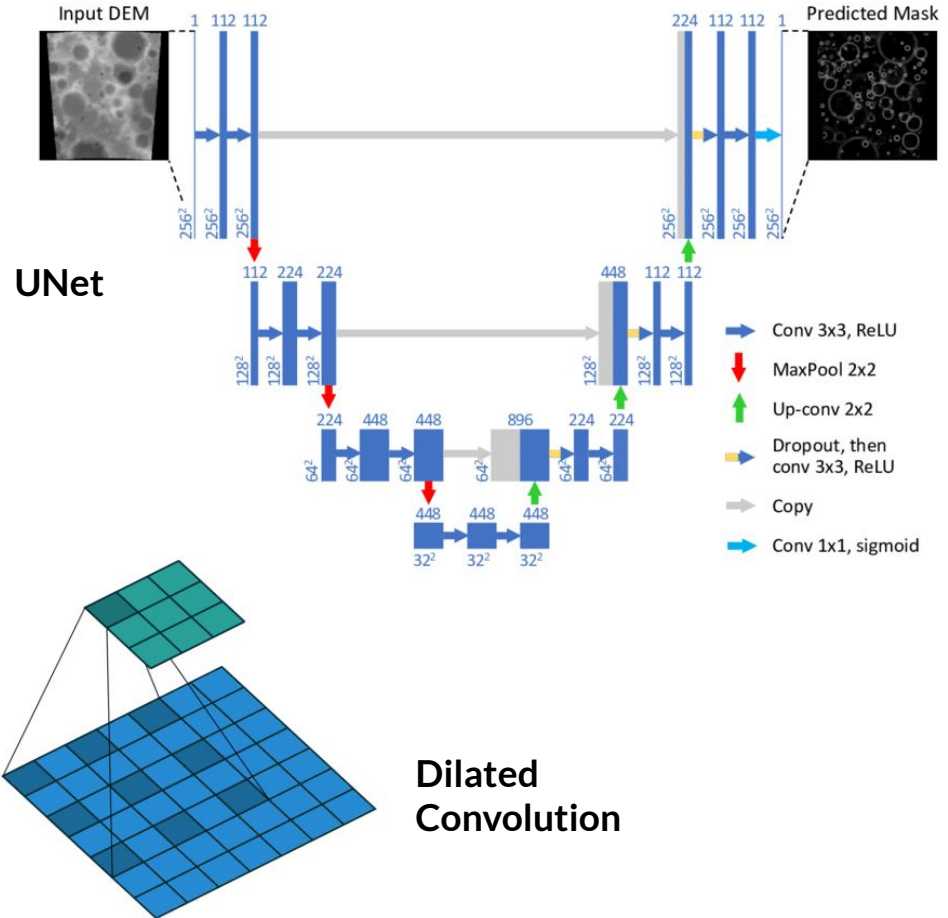 Input DEM
Predicted Mask
1 112 112
224 112 112 1
256² 256² 256²
256² 256² 256² 256²
UNet
112 224 224
448 112 112
128² 128² 128²
128² 128² 128²
224 448 448
896 224 224
64² 64² 64²
64² 64² 64²
448 448 448
32² 32² 32²
Conv 3x3, ReLU
MaxPool 2x2
Up-conv 2x2
Dropout, then
conv 3x3, ReLU
Copy
Conv 1x1, sigmoid
Dilated
Convolution